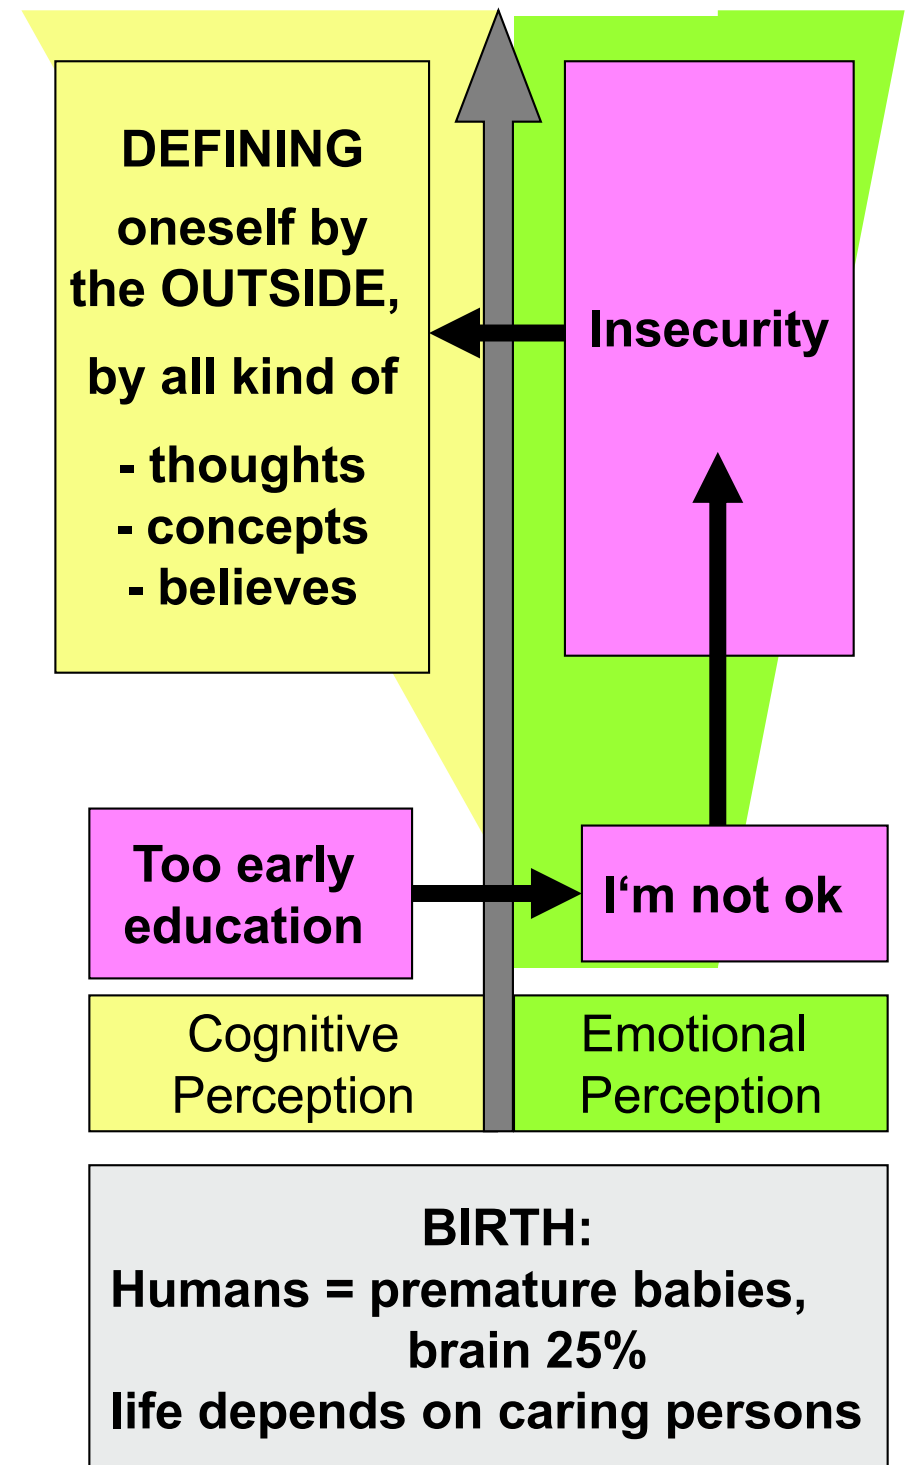 DEFINING
oneself by
the OUTSIDE,
by all kind of
- thoughts
- concepts
- believes
Insecurity
Too early
education
I‘m not ok
Cognitive
Perception
Emotional
Perception
BIRTH:
Humans = premature babies,
brain 25%
life depends on caring persons